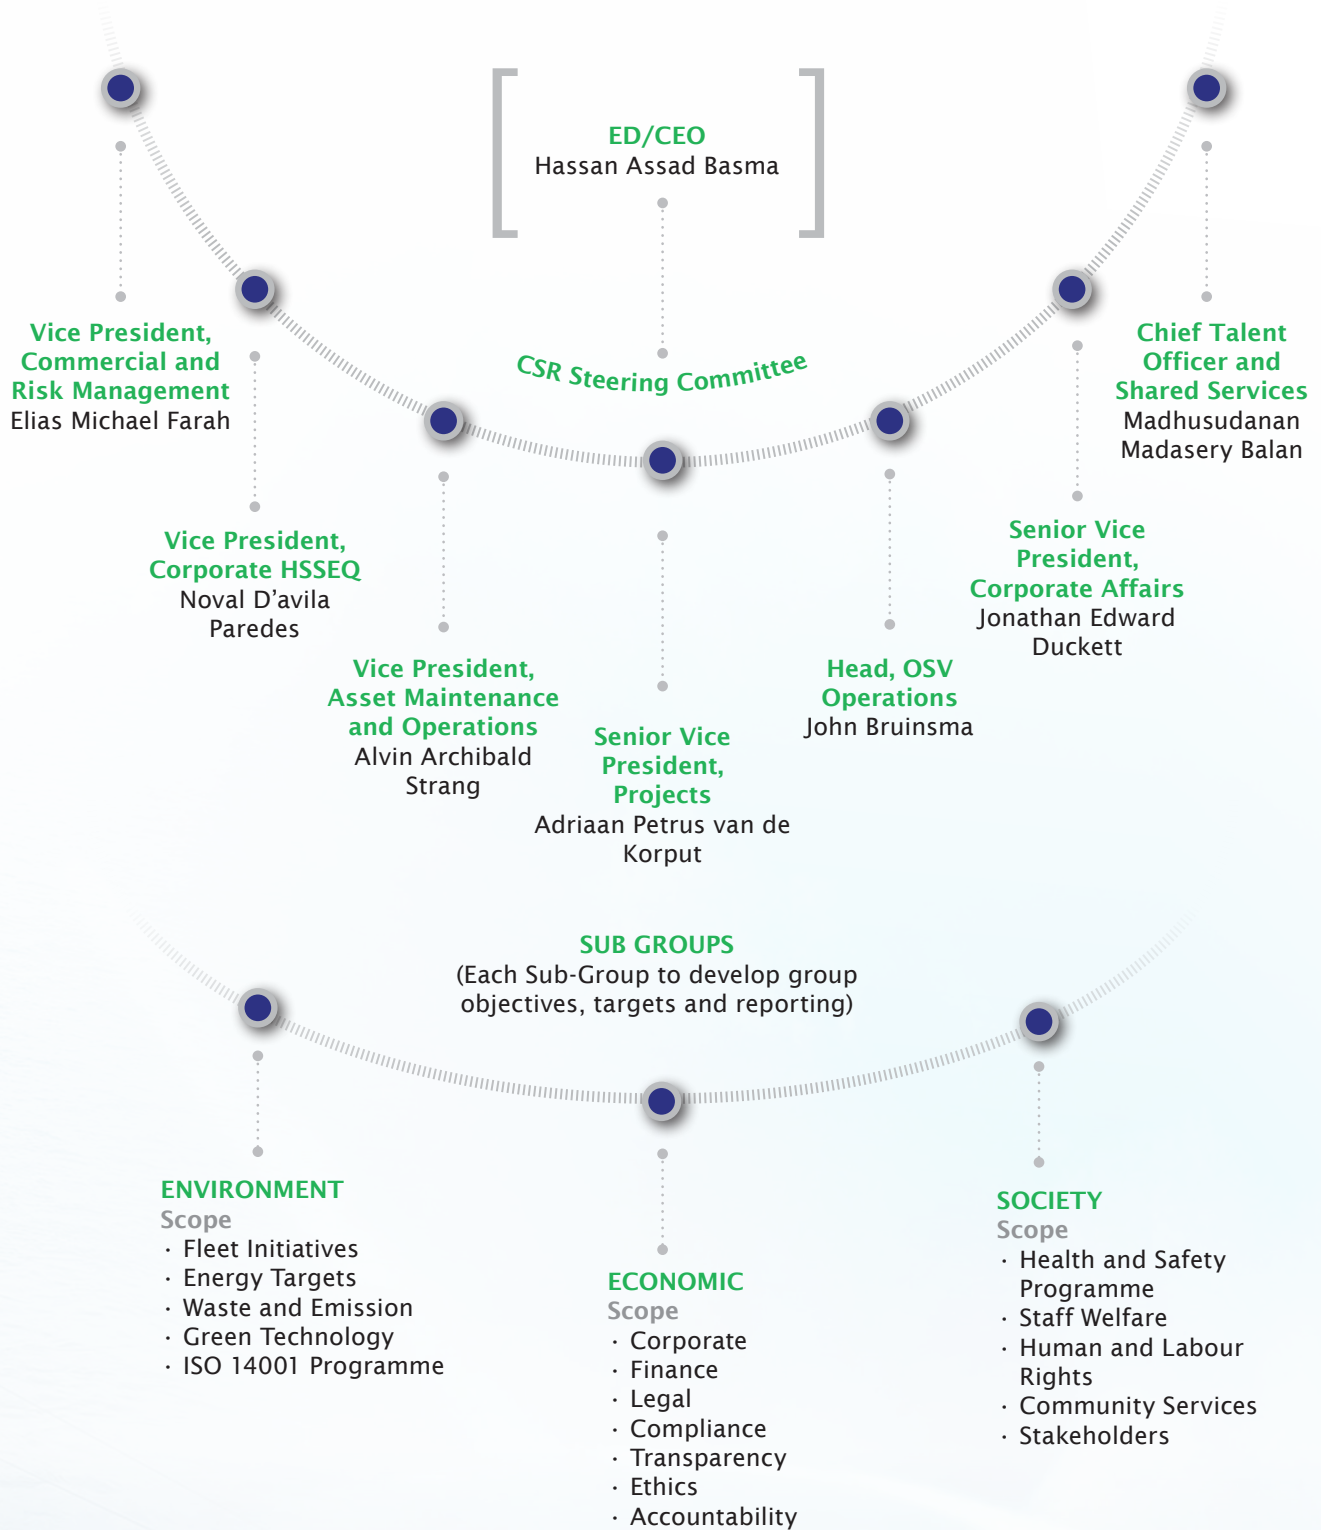 ED/CEO
Hassan Assad Basma
CSR Steering Committee
Vice President,
Commercial and
Risk Management
Elias Michael Farah
Vice President,
Corporate HSSEQ
Noval D’avila
Paredes
Vice President,
Asset Maintenance
and Operations
Alvin Archibald
Strang
Senior Vice
President,
Projects
Adriaan Petrus van de
Korput
Head, OSV
Operations
John Bruinsma
Senior Vice
President,
Corporate Affairs
Jonathan Edward
Duckett
Chief Talent
Officer and
Shared Services
Madhusudanan
Madasery Balan
SUB GROUPS
(Each Sub-Group to develop group
objectives, targets and reporting)
ENVIRONMENT
Scope
· Fleet Initiatives
· Energy Targets
· Waste and Emission
· Green Technology
· ISO 14001 Programme
ECONOMIC
Scope
· Corporate
· Finance
· Legal
· Compliance
· Transparency
· Ethics
· Accountability
SOCIETY
Scope
· Health and Safety
Programme
· Staff Welfare
· Human and Labour
Rights
· Community Services
· Stakeholders